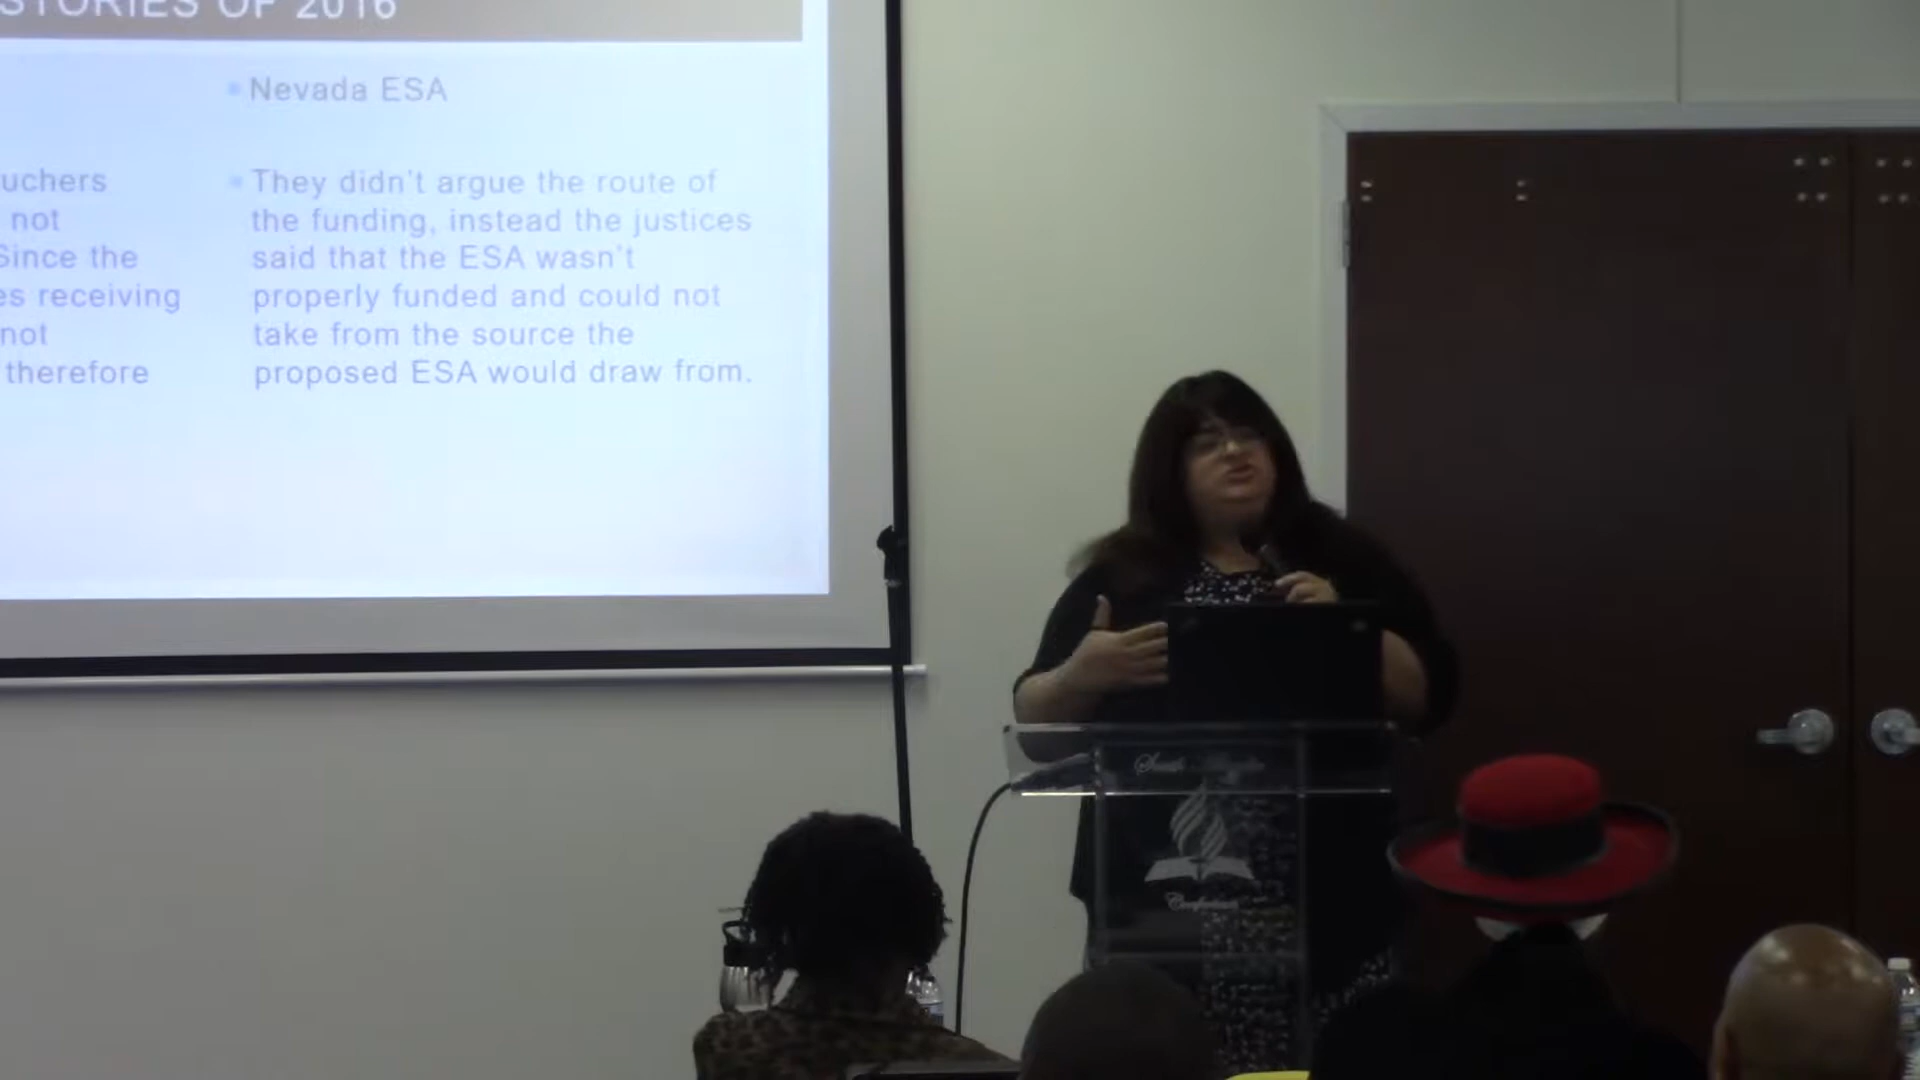 STORIES OF 2016
uchers
not
Since the
es receiving
not
therefore
Nevada ESA
They didn't argue the route of
the funding, instead the justices
said that the ESA wasn't
properly funded and could not
take from the source the
proposed ESA would draw from.
South
Conference